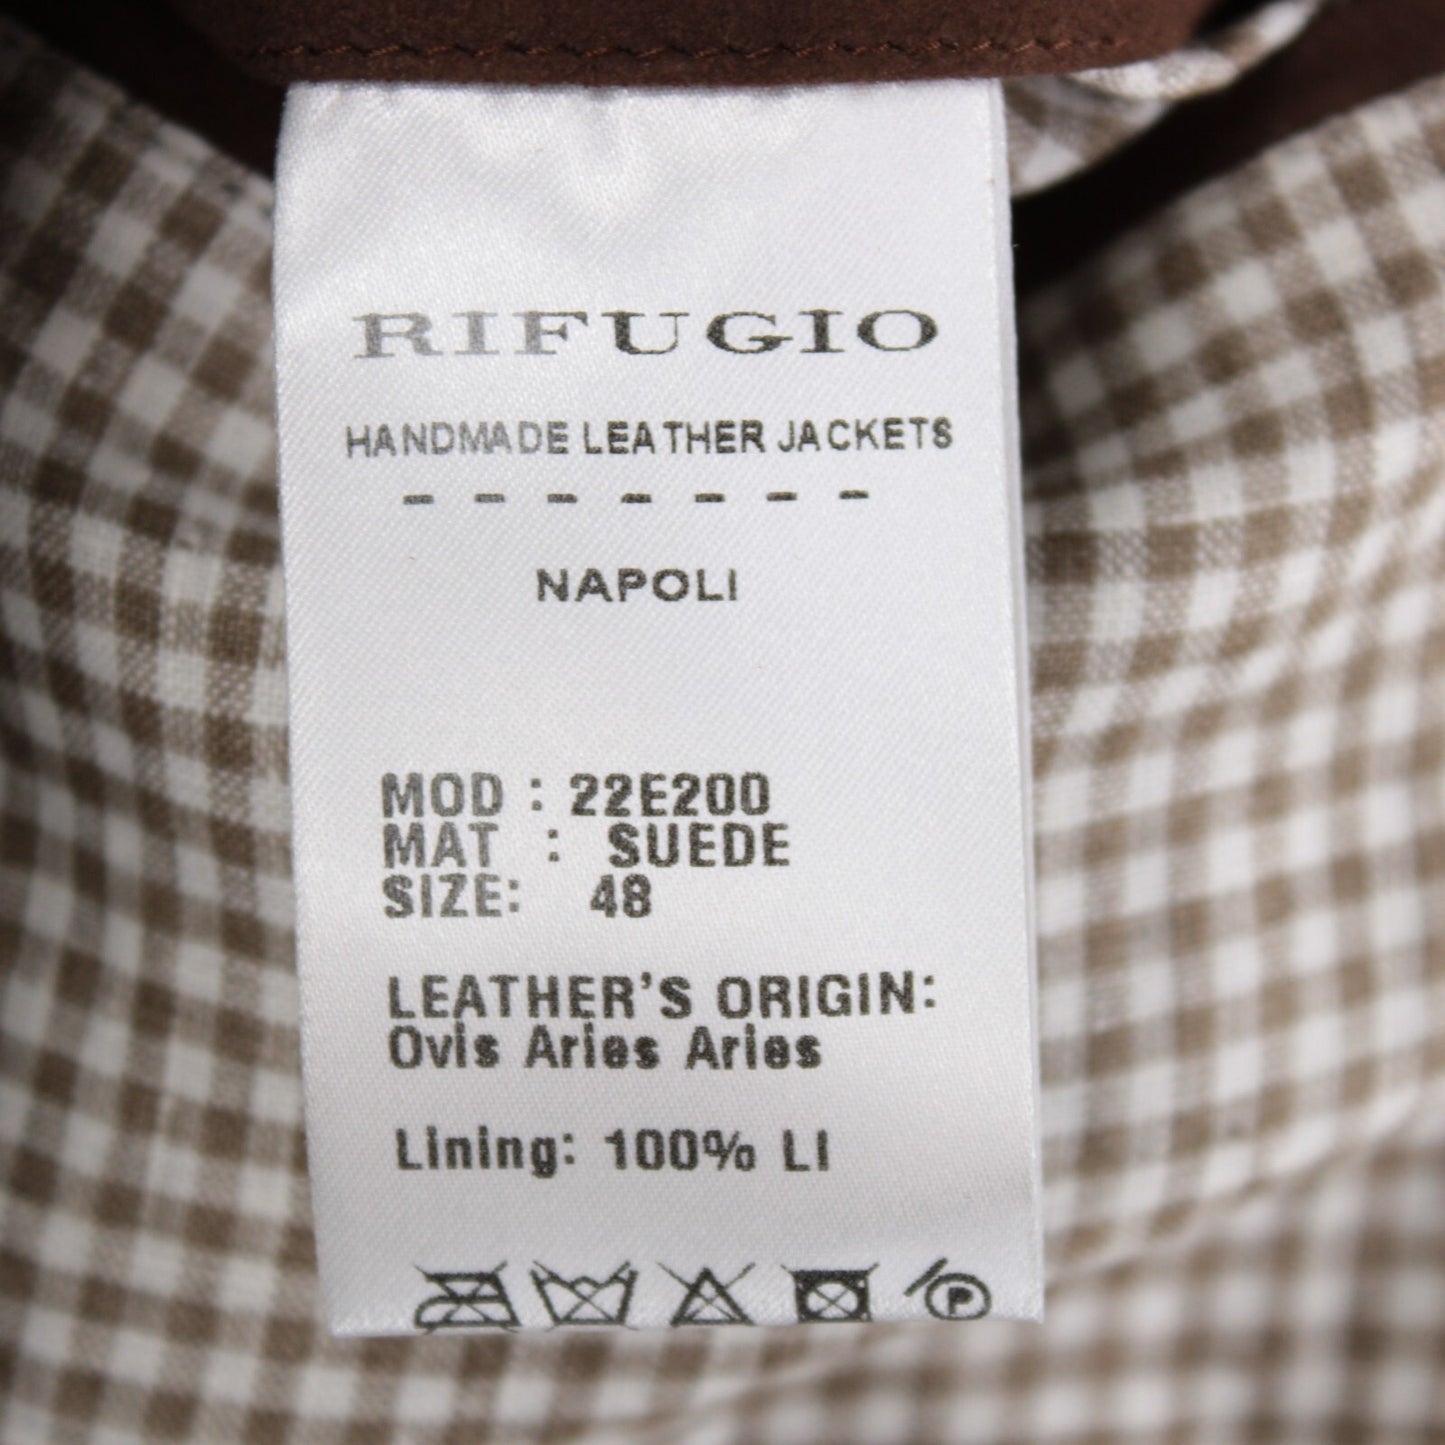 RIFUGIO
HANDMADE LEATHER JACKETS
- - - - - - -
NAPOLI
MOD : 22E200
MAT : SUEDE
SIZE: 48
LEATHER'S ORIGIN:
Ovis Aries Aries
Lining: 100% LI
P